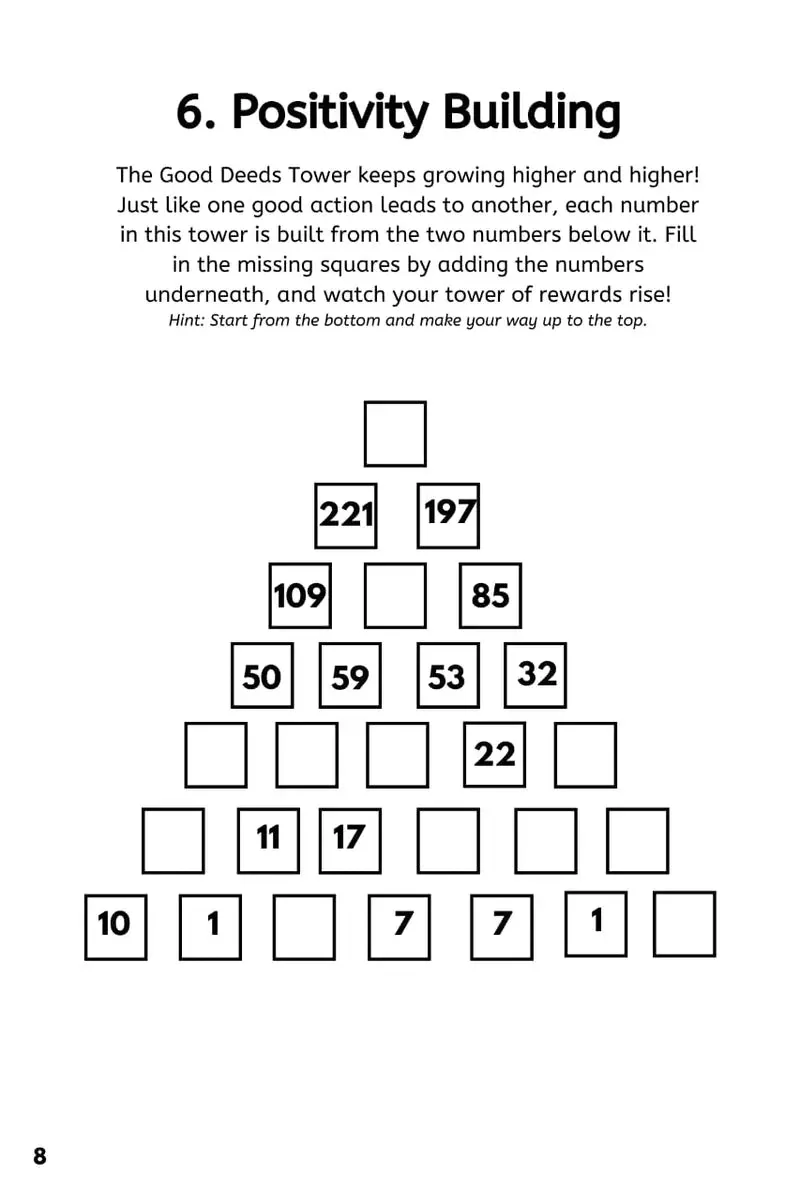 6. Positivity Building
The Good Deeds Tower keeps growing higher and higher!
Just like one good action leads to another, each number
in this tower is built from the two numbers below it. Fill
in the missing squares by adding the numbers
underneath, and watch your tower of rewards rise!
Hint: Start from the bottom and make your way up to the top.
221 197
109 85
50 59 53 32
22
11 17
10 1 7 7 1
8